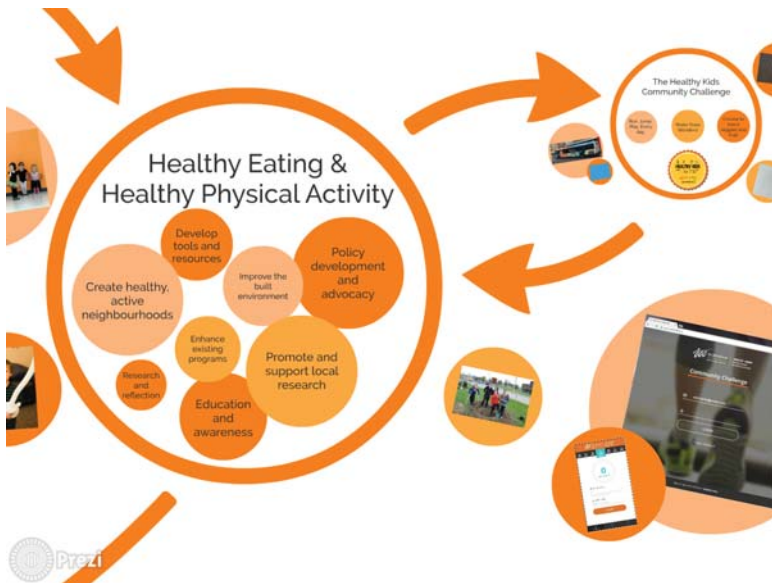 Healthy Eating &
Healthy Physical Activity
Develop
tools and
resources
Policy
development
and
advocacy
Improve the
built
environment
Create healthy,
active
neighbourhoods
Enhance
existing
programs
Promote and
support local
research
Research
and
reflection
Education
and
awareness
The Healthy Kids
Community Challenge
HEALTHY KIDS
Community Challenge
Prezi